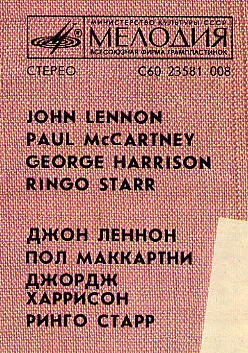 МИНИСТЕРСТВО КУЛЬТУРЫ СССР
МЕЛОДИЯ
ВСЕСОЮЗНАЯ ФИРМА ГРАМПЛАСТИНОК
СТЕРЕО С60 23581 008
JOHN LENNON
PAUL McCARTNEY
GEORGE HARRISON
RINGO STARR
ДЖОН ЛЕННОН
ПОЛ МАККАРТНИ
ДЖОРДЖ
ХАРРИСОН
РИНГО СТАРР